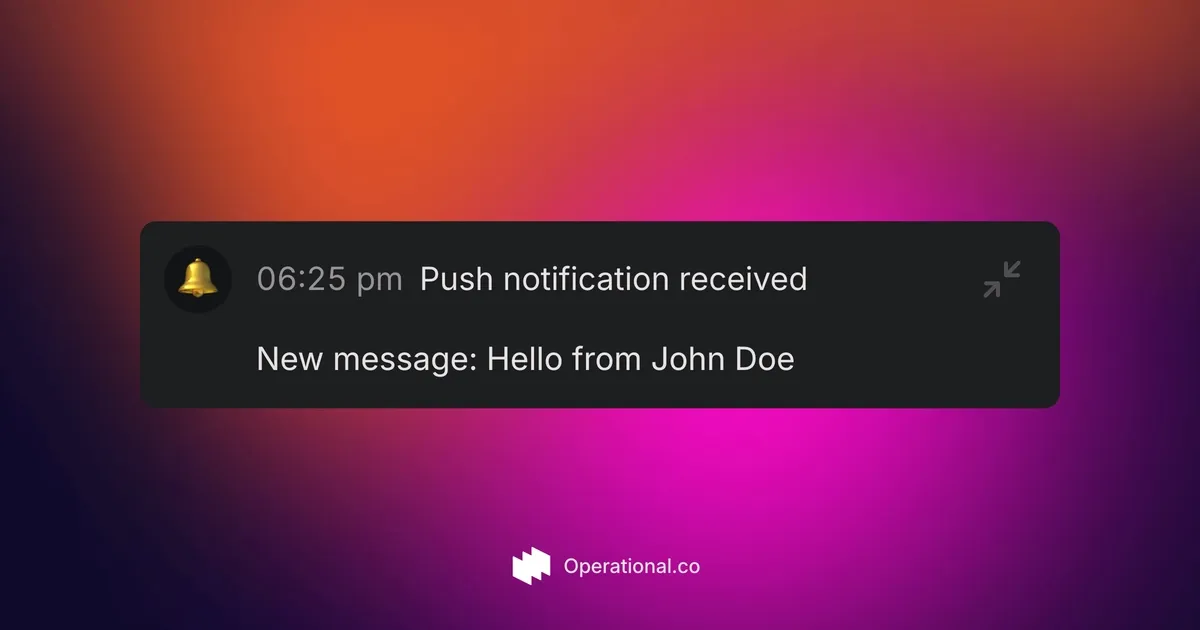 06:25 pm Push notification received
New message: Hello from John Doe
Operational.co